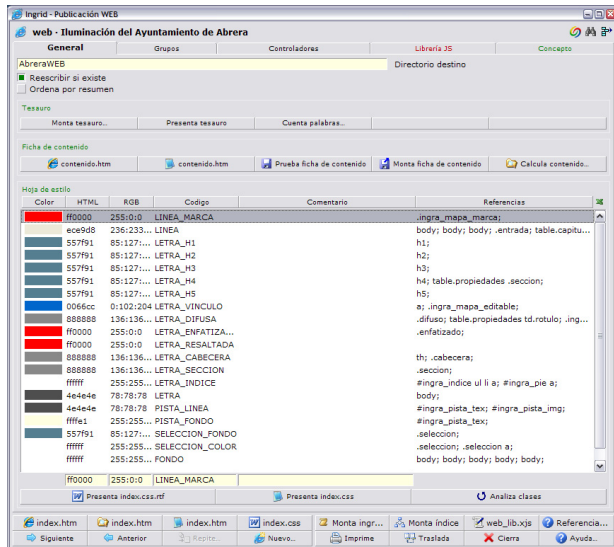 Ingrid - Publicación WEB
web - Iluminación del Ayuntamiento de Abrera
General Grupos Controladores Librería JS Concepto
AbreraWEB Directorio destino
Reescribir si existe
Ordena por resumen
Tesauro
Monta tesauro... Presenta tesauro Cuenta palabras...
Ficha de contenido
contenido.htm contenido.htm Prueba ficha de contenido Monta ficha de contenido Calcula contenido...
Hoja de estilo
Color HTML RGB Codigo Comentario Referencias
ff0000 255:0:0 LINEA_MARCA .ingra_mapa_marca;
ece9d8 236:233... LINEA body; body; body; .entrada; table.capitu...
557f91 85:127:... LETRA_H1 h1;
557f91 85:127:... LETRA_H2 h2;
557f91 85:127:... LETRA_H3 h3;
557f91 85:127:... LETRA_H4 h4; table.propiedades .seccion;
557f91 85:127:... LETRA_H5 h5;
0066cc 0:102:204 LETRA_VINCULO a; .ingra_mapa_editable;
888888 136:136... LETRA_DIFUSA .difuso; table.propiedades td.rotulo; .ing...
ff0000 255:0:0 LETRA_ENFATIZA... .enfatizado;
ff0000 255:0:0 LETRA_RESALTADA
888888 136:136... LETRA_CABECERA th; .cabecera;
888888 136:136... LETRA_SECCION .seccion;
ffffff 255:255... LETRA_INDICE #ingra_indice ul li a; #ingra_pie a;
4e4e4e 78:78:78 LETRA body;
4e4e4e 78:78:78 PISTA_LINEA #ingra_pista_tex; #ingra_pista_img;
ffffe1 255:255... PISTA_FONDO #ingra_pista_tex;
557f91 85:127:... SELECCION_FONDO .seleccion;
ffffff 255:255... SELECCION_COLOR .seleccion; .seleccion a;
ffffff 255:255... FONDO body; body; body; body; body;
ff0000 255:0:0 LINEA_MARCA
Presenta index.css.rtf Presenta index.css Analiza clases
index.htm index.htm index.htm index.css Monta ingr... Monta índice web_lib.xjs Referencia...
Siguiente Anterior Repite... Nuevo... Imprime Traslada Cierra Ayuda...